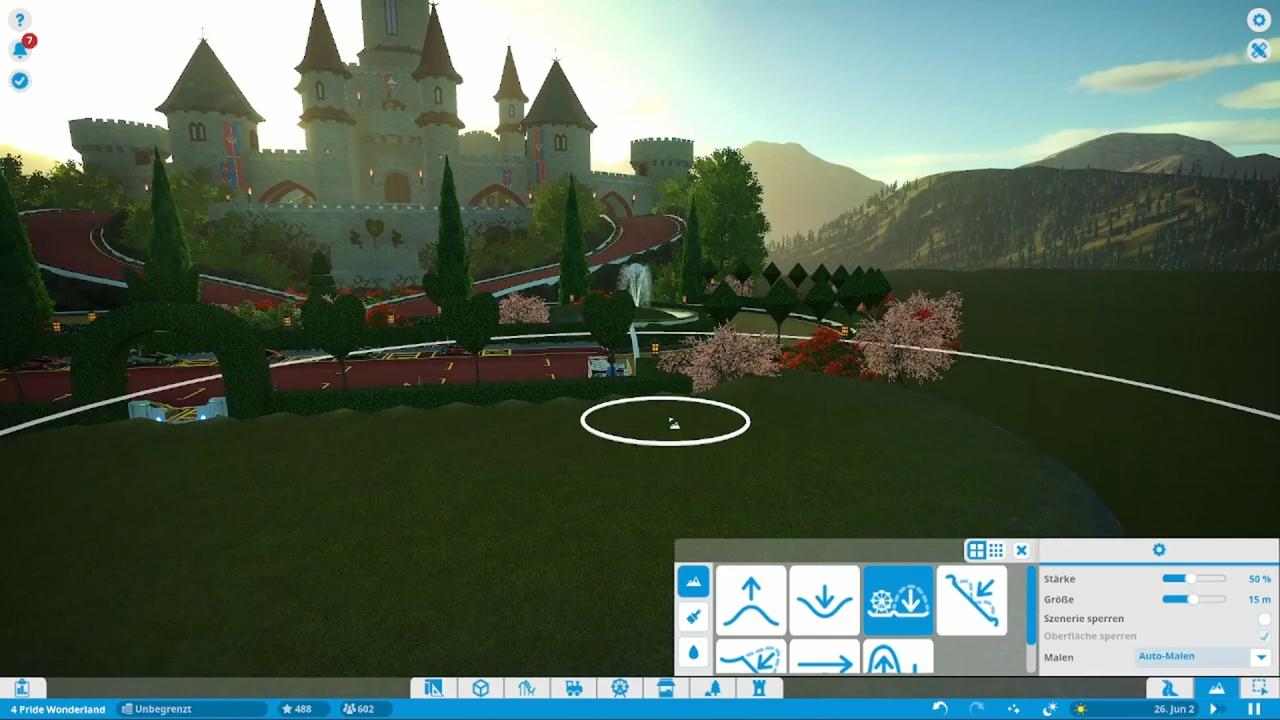 7
Stärke 50 %
Größe 15 m
Szenerie sperren
Oberfläche sperren
Malen Auto-Malen
4 Pride Wonderland Unbegrenzt 488 602 26. Jun 2